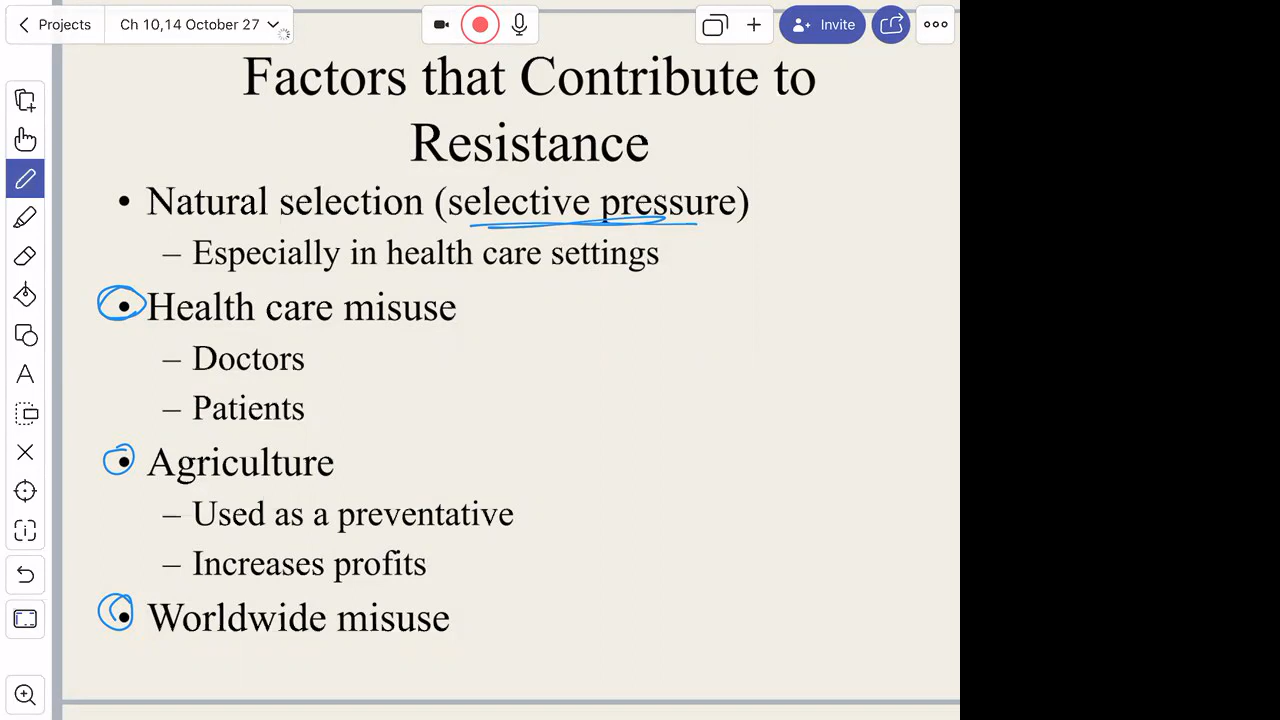 Projects
Ch 10,14 October 27
Invite
Factors that Contribute to
Resistance
• Natural selection (selective pressure)
– Especially in health care settings
• Health care misuse
– Doctors
– Patients
• Agriculture
– Used as a preventative
– Increases profits
• Worldwide misuse